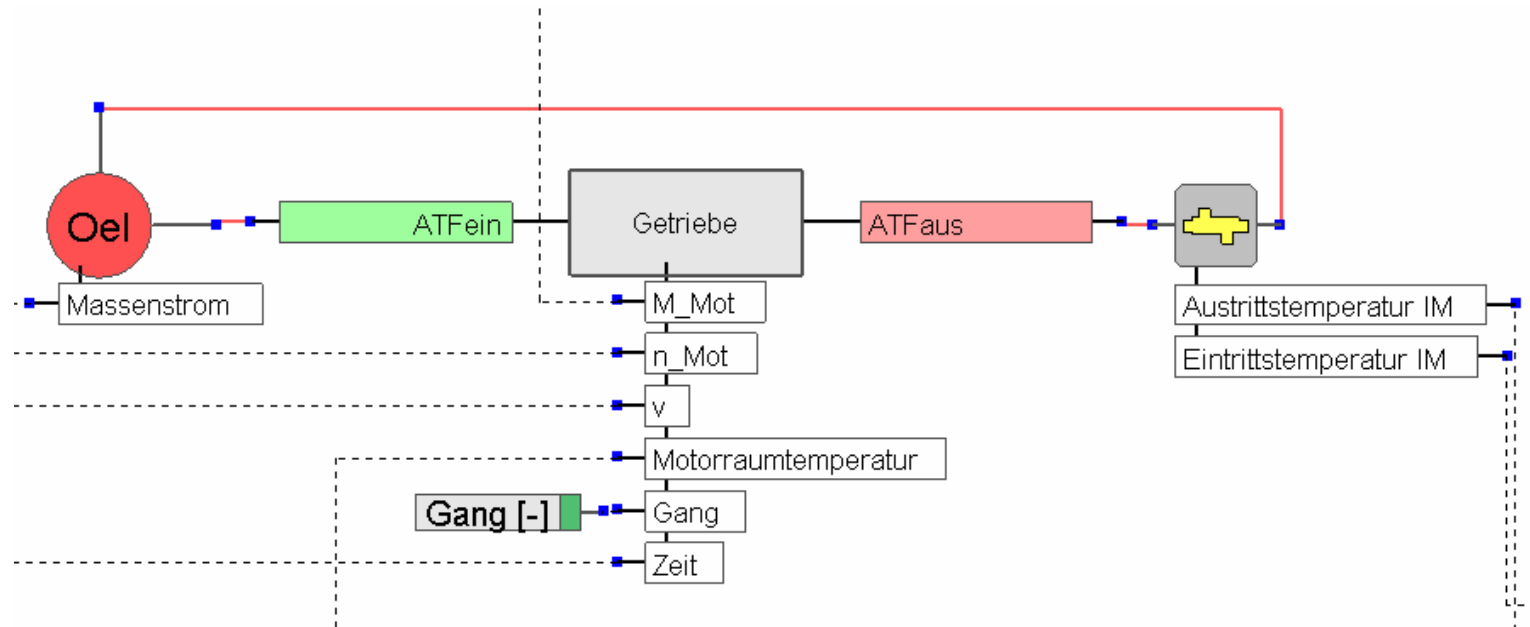 Oel
ATFein
Getriebe
ATFaus
Massenstrom
M_Mot
n_Mot
v
Motorraumtemperatur
Gang [-]
Gang
Zeit
Austrittstemperatur IM
Eintrittstemperatur IM